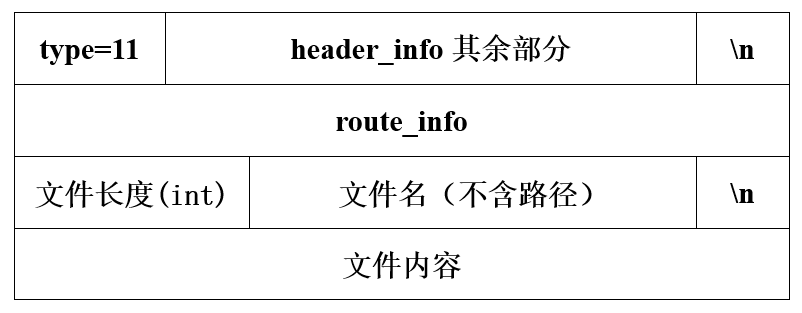 type=11 header_info 其余部分 \n
route_info
文件长度(int) 文件名（不含路径） \n
文件内容